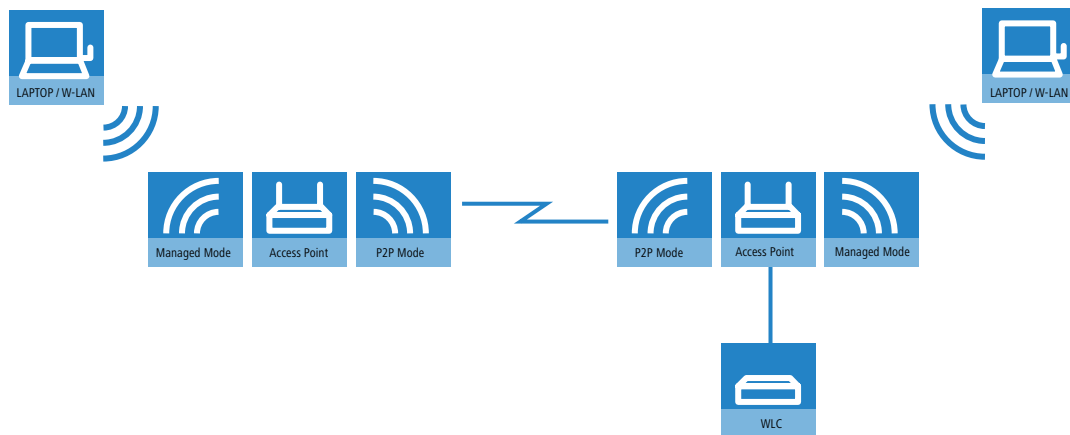 LAPTOP / W-LAN
LAPTOP / W-LAN
Managed Mode
Access Point
P2P Mode
P2P Mode
Access Point
Managed Mode
WLC